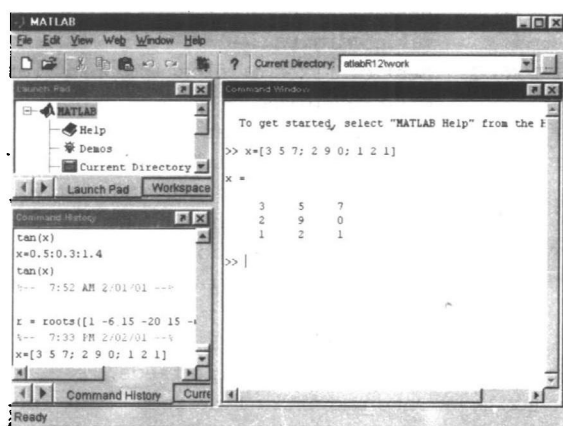 MATLAB
File Edit View Web Window Help
? Current Directory: atlabR12\work
Launch Pad
MATLAB
Help
Demos
Current Directory
Launch Pad Workspace
Command History
tan(x)
x=0.5:0.3:1.4
tan(x)
%-- 7:52 AM 2/01/01 --%
r = roots([1 -6 15 -20 15 -
%-- 7:33 PM 2/02/01 --%
x=[3 5 7; 2 9 0; 1 2 1]
Command History Curre
Command Window
To get started, select "MATLAB Help" from the H
>> x=[3 5 7; 2 9 0; 1 2 1]
x =
3 5 7
2 9 0
1 2 1
>>
Ready